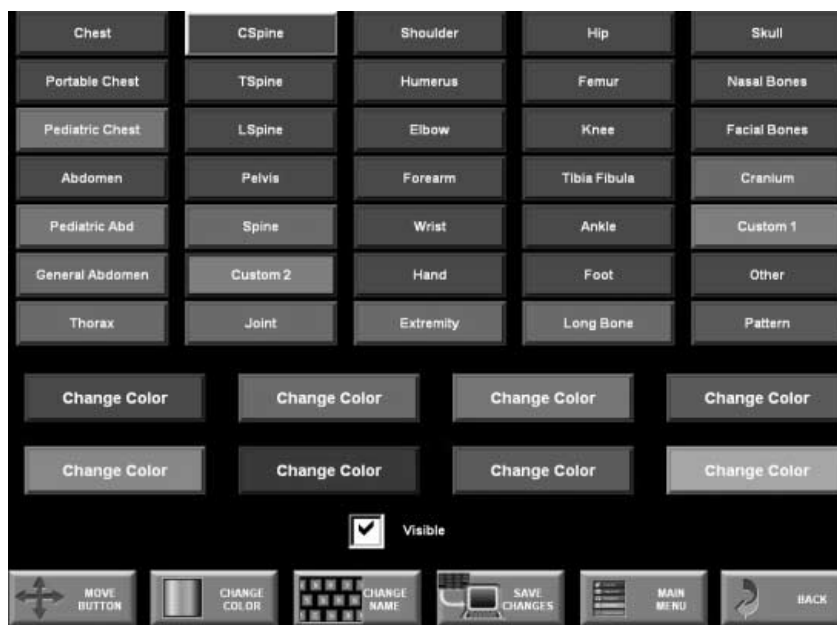 Chest CSpine Shoulder Hip Skull
Portable Chest TSpine Humerus Femur Nasal Bones
Pediatric Chest LSpine Elbow Knee Facial Bones
Abdomen Pelvis Forearm Tibia Fibula Cranium
Pediatric Abd Spine Wrist Ankle Custom 1
General Abdomen Custom 2 Hand Foot Other
Thorax Joint Extremity Long Bone Pattern
Change Color Change Color Change Color Change Color
Change Color Change Color Change Color Change Color
Visible
MOVE BUTTON CHANGE COLOR CHANGE NAME SAVE CHANGES MAIN MENU BACK